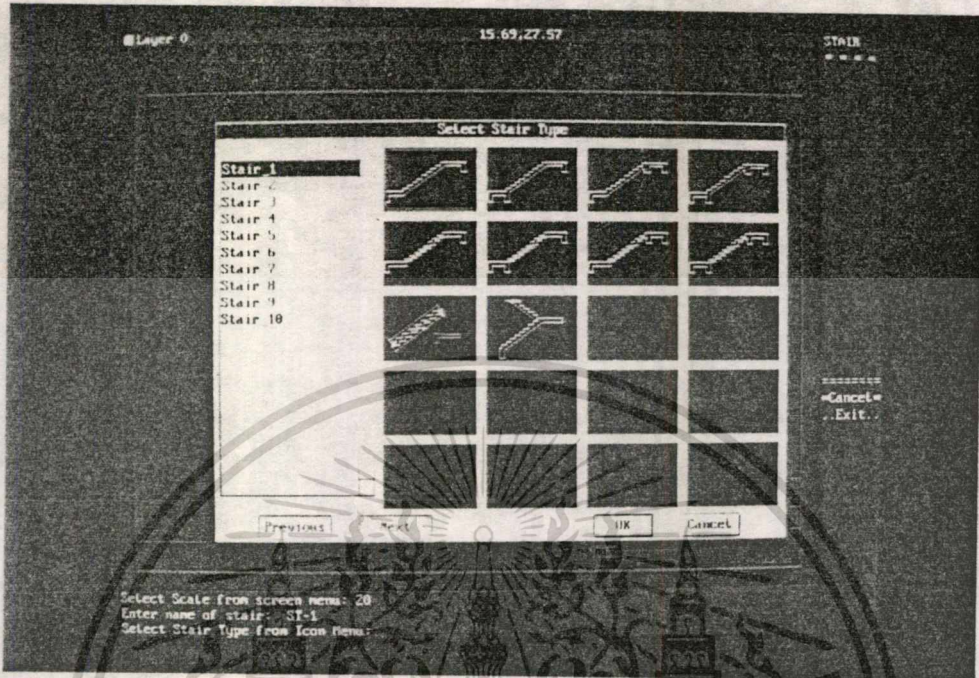 Layer 0
15.69,27.57
STAIR
Select Stair Type
Stair 1
Stair 2
Stair 3
Stair 4
Stair 5
Stair 6
Stair 7
Stair 8
Stair 9
Stair 10
=Cancel=
..Exit..
Previous
Next
OK
Cancel
Select Scale from screen menu: 20
Enter name of stair: ST-1
Select Stair Type from Icon Menu: